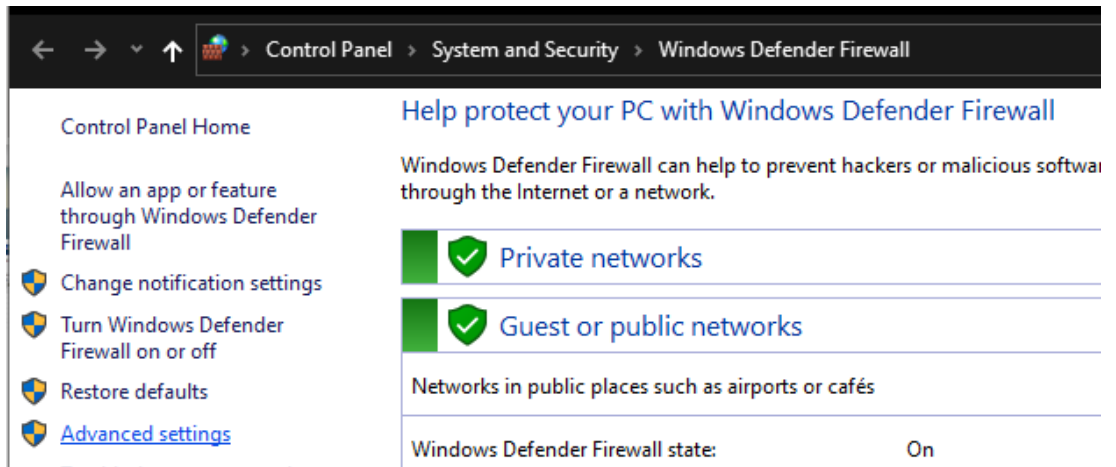 Control Panel > System and Security > Windows Defender Firewall
Control Panel Home
Allow an app or feature
through Windows Defender
Firewall
Change notification settings
Turn Windows Defender
Firewall on or off
Restore defaults
Advanced settings
Help protect your PC with Windows Defender Firewall
Windows Defender Firewall can help to prevent hackers or malicious softwar
through the Internet or a network.
Private networks
Guest or public networks
Networks in public places such as airports or cafés
Windows Defender Firewall state: On